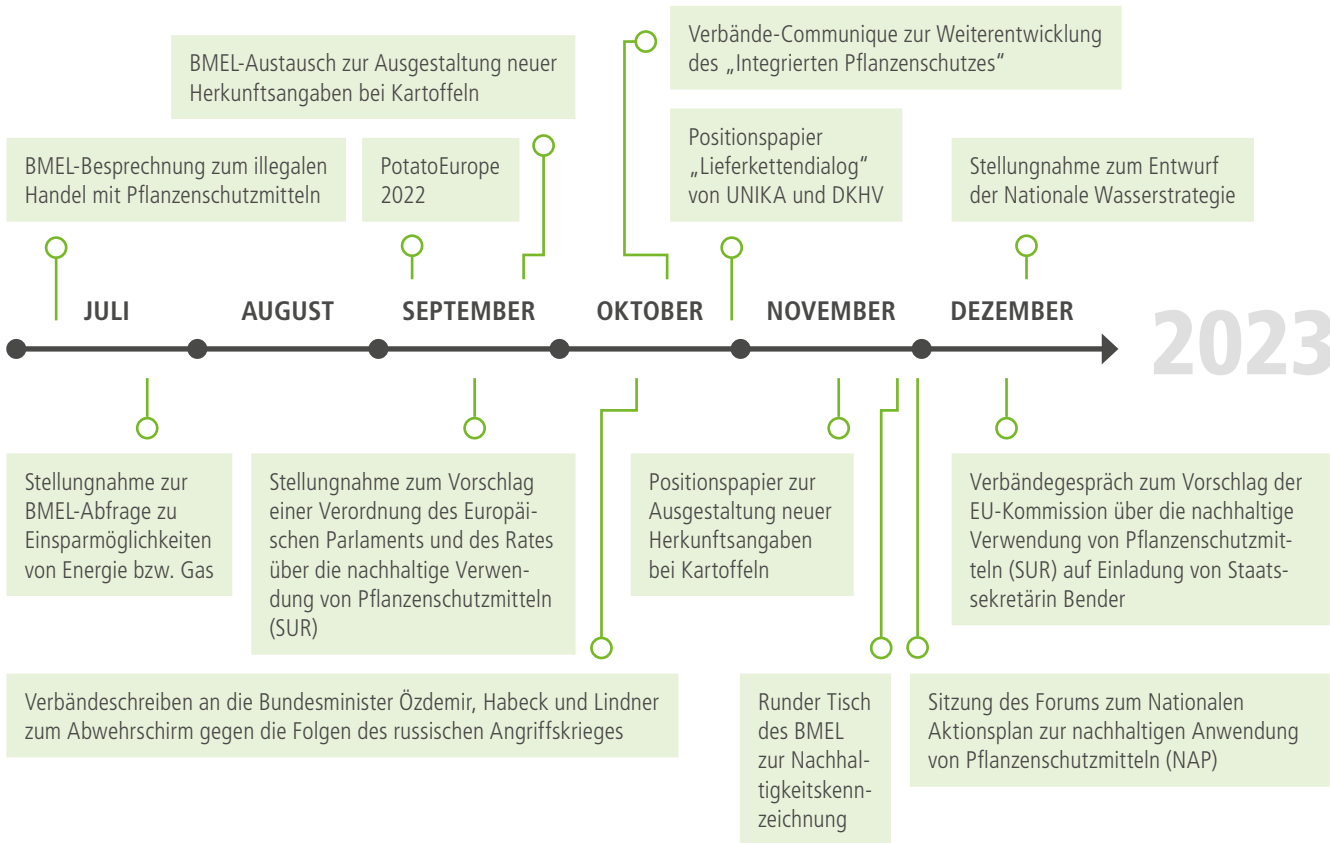 Verbände-Communique zur Weiterentwicklung
des „Integrierten Pflanzenschutzes“
BMEL-Austausch zur Ausgestaltung neuer
Herkunftsangaben bei Kartoffeln
BMEL-Besprechnung zum illegalen
Handel mit Pflanzenschutzmitteln
PotatoEurope
2022
Positionspapier
„Lieferkettendialog“
von UNIKA und DKHV
Stellungnahme zum Entwurf
der Nationale Wasserstrategie
JULI AUGUST SEPTEMBER OKTOBER NOVEMBER DEZEMBER
2023
Stellungnahme zur
BMEL-Abfrage zu
Einsparmöglichkeiten
von Energie bzw. Gas
Stellungnahme zum Vorschlag
einer Verordnung des Europäi-
schen Parlaments und des Rates
über die nachhaltige Verwen-
dung von Pflanzenschutzmitteln
(SUR)
Positionspapier zur
Ausgestaltung neuer
Herkunftsangaben
bei Kartoffeln
Verbändegespräch zum Vorschlag der
EU-Kommission über die nachhaltige
Verwendung von Pflanzenschutzmit-
teln (SUR) auf Einladung von Staats-
sekretärin Bender
Verbändeschreiben an die Bundesminister Özdemir, Habeck und Lindner
zum Abwehrschirm gegen die Folgen des russischen Angriffskrieges
Runder Tisch
des BMEL
zur Nachhal-
tigkeitskenn-
zeichnung
Sitzung des Forums zum Nationalen
Aktionsplan zur nachhaltigen Anwendung
von Pflanzenschutzmitteln (NAP)